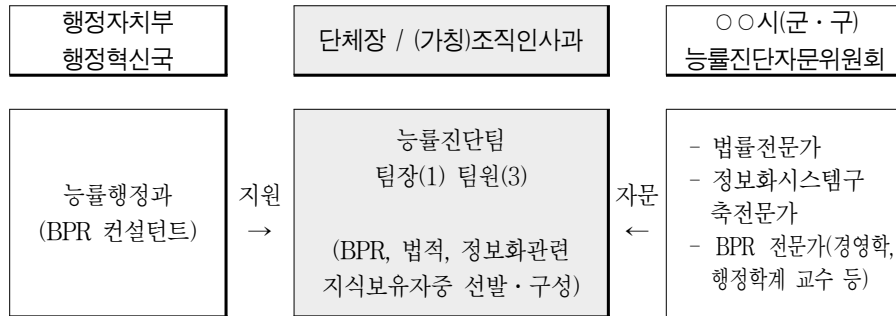 행정자치부
행정혁신국
단체장 / (가칭)조직인사과
○○시(군·구)
능률진단자문위원회
능률행정과
(BPR 컨설턴트)
지원
→
능률진단팀
팀장(1) 팀원(3)
(BPR, 법적, 정보화관련
지식보유자중 선발·구성)
자문
←
- 법률전문가
- 정보화시스템구
축전문가
- BPR 전문가(경영학,
행정학계 교수 등)